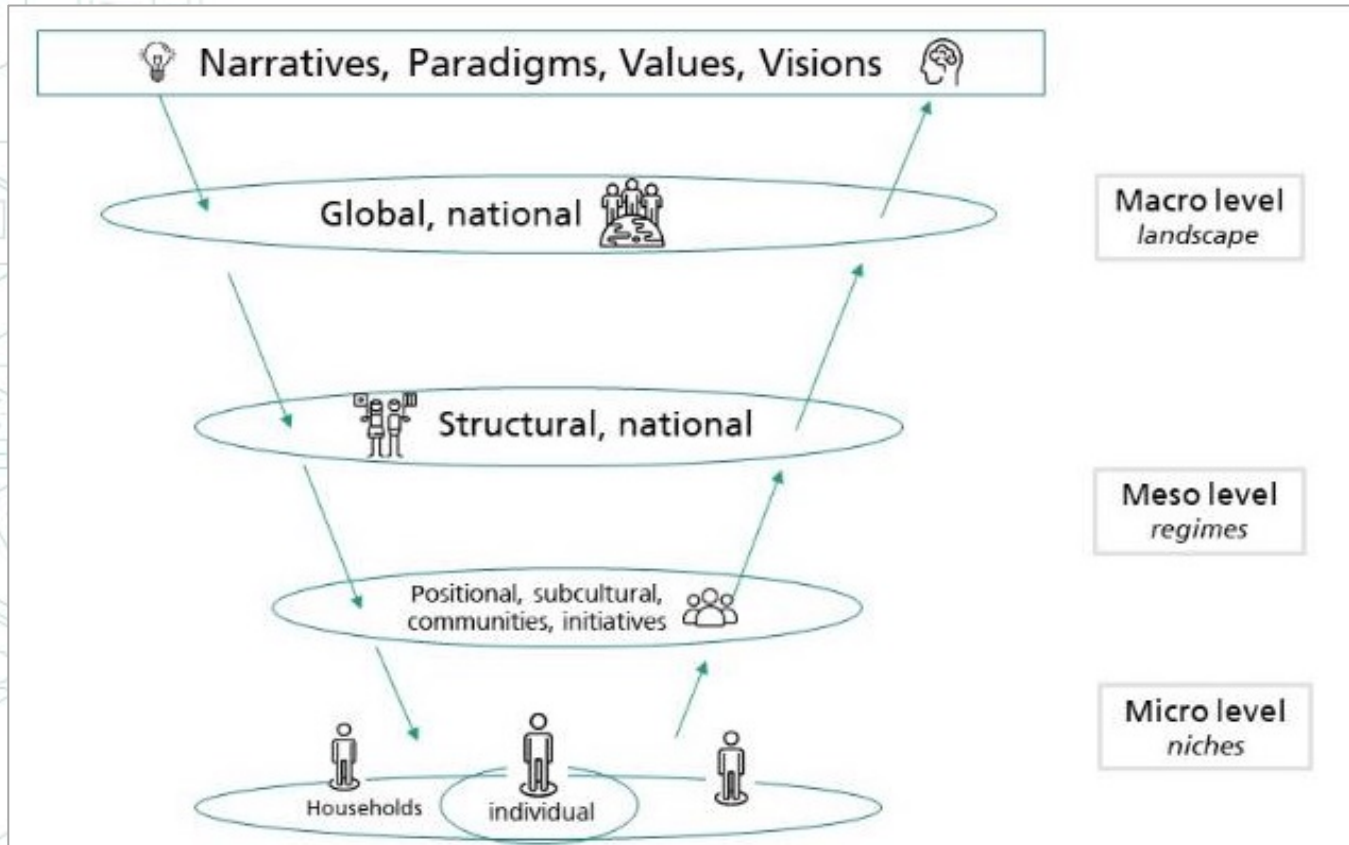 Narratives, Paradigms, Values, Visions
Global, national
Macro level
landscape
Structural, national
Meso level
regimes
Positional, subcultural,
communities, initiatives
Micro level
niches
Households
individual